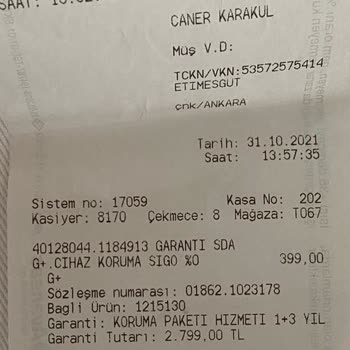 SAAT:
CANER KARAKUL
Müş V.D:
TCKN/VKN:53572575414
ETIMESGUT
çnk/ANKARA
Tarih: 31.10.2021
Saat: 13:57:35
Sistem no: 17059 Kasa No: 202
Kasiyer: 8170 Çekmece: 8 Mağaza: T067
40128044.1184913 GARANTI SDA
G+.CIHAZ KORUMA SIGO %0 399,00
G+
Sözleşme numarası: 01862.1023178
Bagli Ürün: 1215130
Garanti: KORUMA PAKETI HIZMETI 1+3 YIL
Garanti Tutarı: 2.799,00 TL